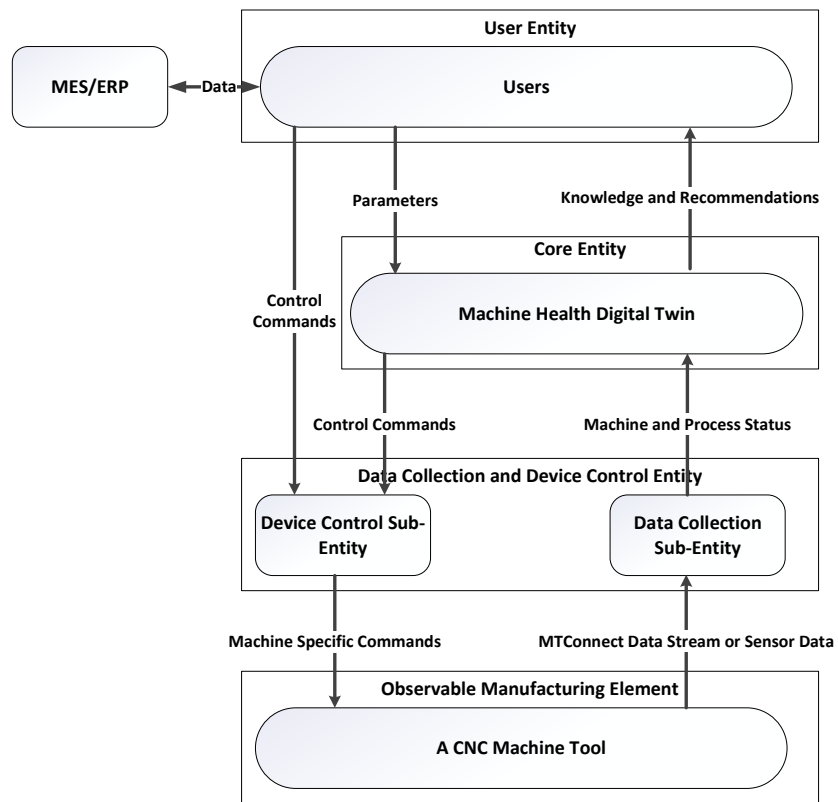 User Entity
MES/ERP
Data
Users
Parameters
Knowledge and Recommendations
Core Entity
Control
Commands
Machine Health Digital Twin
Control Commands
Machine and Process Status
Data Collection and Device Control Entity
Device Control Sub-
Entity
Data Collection
Sub-Entity
Machine Specific Commands
MTConnect Data Stream or Sensor Data
Observable Manufacturing Element
A CNC Machine Tool